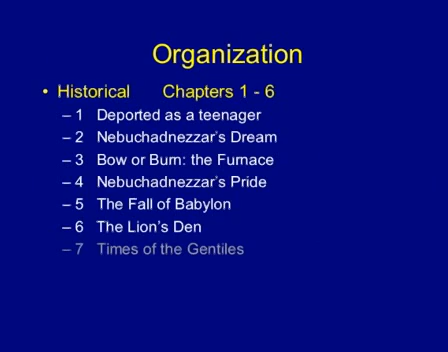 Organization
• Historical Chapters 1 - 6
– 1 Deported as a teenager
– 2 Nebuchadnezzar's Dream
– 3 Bow or Burn: the Furnace
– 4 Nebuchadnezzar's Pride
– 5 The Fall of Babylon
– 6 The Lion's Den
– 7 Times of the Gentiles